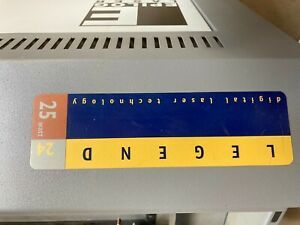 LEGEND
24
digital laser technology
25 WATT